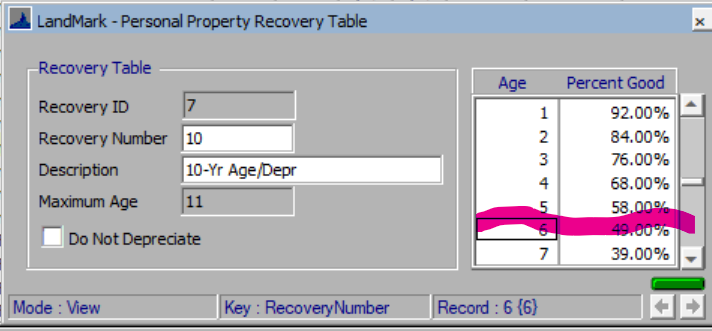 LandMark - Personal Property Recovery Table
Recovery Table
Recovery ID 7
Recovery Number 10
Description 10-Yr Age/Depr
Maximum Age 11
Do Not Depreciate
Age Percent Good
1 92.00%
2 84.00%
3 76.00%
4 68.00%
5 58.00%
6 49.00%
7 39.00%
Mode : View Key : RecoveryNumber Record : 6 {6}